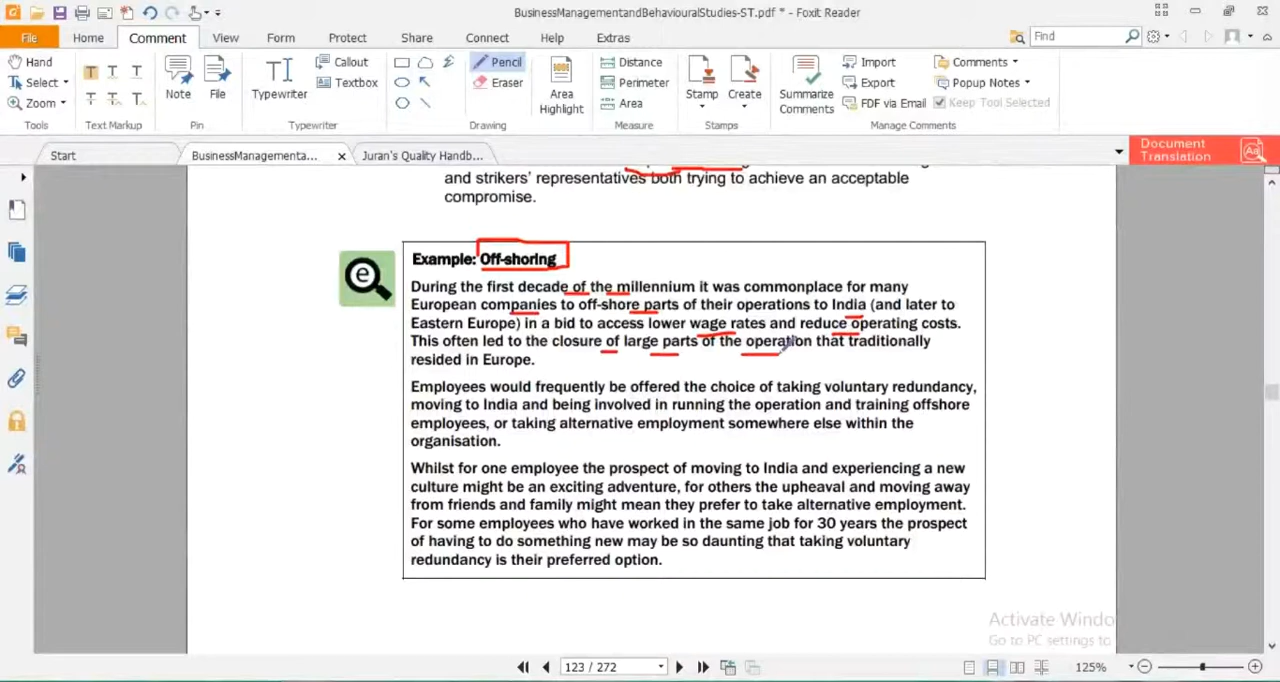 BusinessManagementandBehaviouralStudies-ST.pdf * - Foxit Reader
File Home Comment View Form Protect Share Connect Help Extras Find
Hand
Select
Zoom
Tools
Text Markup
Note
File
Pin
Typewriter
Callout
Textbox
Typewriter
Pencil
Eraser
Drawing
Area
Highlight
Distance
Perimeter
Area
Measure
Stamp
Create
Stamps
Summarize
Comments
Import
Export
FDF via Email
Comments
Popup Notes
Keep Tool Selected
Manage Comments
Start BusinessManagementa... Juran's Quality Handb...
Document
Translation
and strikers' representatives both trying to achieve an acceptable
compromise.
Example: Off-shoring
During the first decade of the millennium it was commonplace for many
European companies to off-shore parts of their operations to India (and later to
Eastern Europe) in a bid to access lower wage rates and reduce operating costs.
This often led to the closure of large parts of the operation that traditionally
resided in Europe.
Employees would frequently be offered the choice of taking voluntary redundancy,
moving to India and being involved in running the operation and training offshore
employees, or taking alternative employment somewhere else within the
organisation.
Whilst for one employee the prospect of moving to India and experiencing a new
culture might be an exciting adventure, for others the upheaval and moving away
from friends and family might mean they prefer to take alternative employment.
For some employees who have worked in the same job for 30 years the prospect
of having to do something new may be so daunting that taking voluntary
redundancy is their preferred option.
Activate Windo
Go to PC settings to
123 / 272
125%